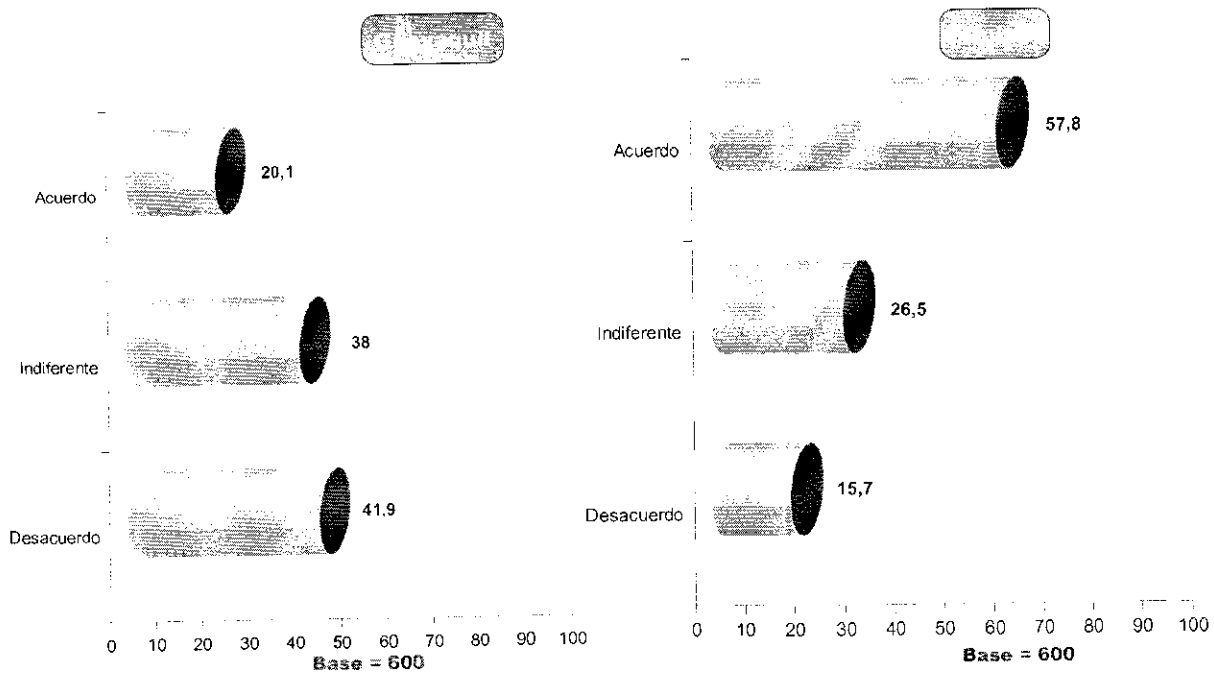 Acuerdo 20,1
Indiferente 38
Desacuerdo 41,9
0 10 20 30 40 50 60 70 80 90 100
Base = 600
Acuerdo 57,8
Indiferente 26,5
Desacuerdo 15,7
0 10 20 30 40 50 60 70 80 90 100
Base = 600